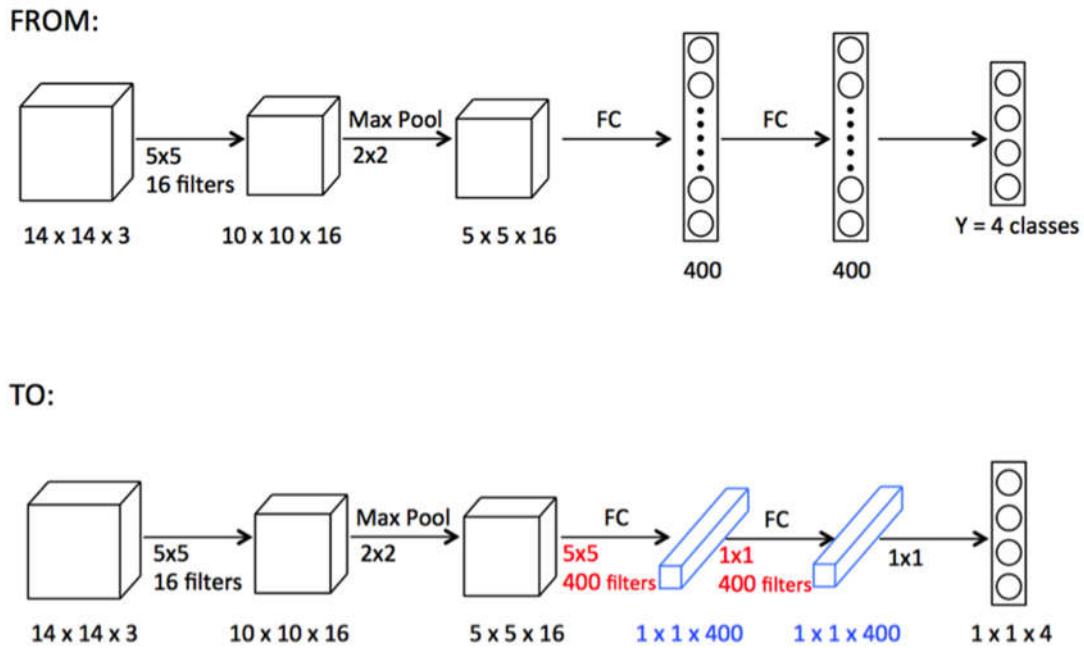 FROM:
Max Pool
FC
FC
5x5
2x2
16 filters
14 x 14 x 3
10 x 10 x 16
5 x 5 x 16
400
400
Y = 4 classes
TO:
Max Pool
FC
FC
5x5
2x2
5x5
1x1
1x1
16 filters
400 filters
400 filters
14 x 14 x 3
10 x 10 x 16
5 x 5 x 16
1 x 1 x 400
1 x 1 x 400
1 x 1 x 4